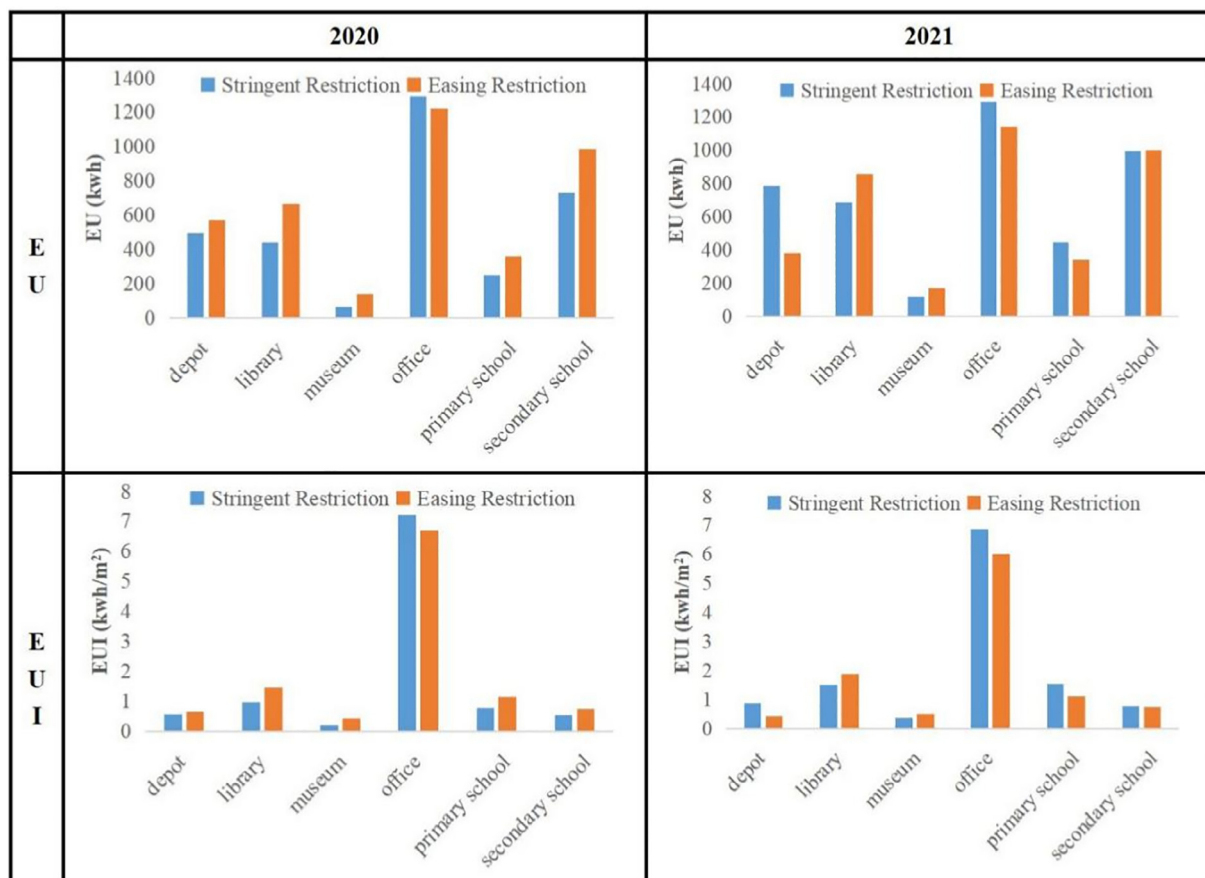 2020
2021
EU
Stringent Restriction Easing Restriction
EU (kwh)
1400
1200
1000
800
600
400
200
0
depot
library
museum
office
primary school
secondary school
Stringent Restriction Easing Restriction
EU (kwh)
1400
1200
1000
800
600
400
200
0
depot
library
museum
office
primary school
secondary school
EUI
Stringent Restriction Easing Restriction
EUI (kwh/m²)
8
7
6
5
4
3
2
1
0
depot
library
museum
office
primary school
secondary school
Stringent Restriction Easing Restriction
EUI (kwh/m²)
8
7
6
5
4
3
2
1
0
depot
library
museum
office
primary school
secondary school